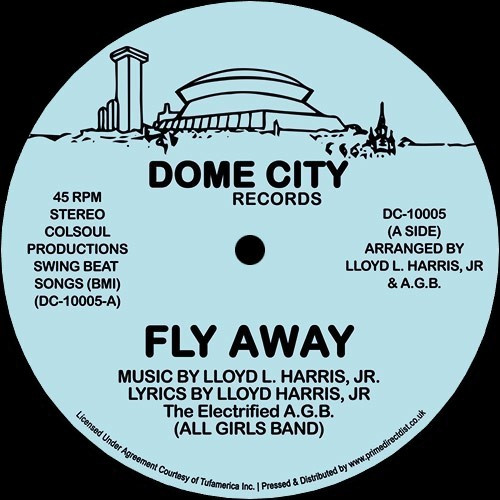 DOME CITY
RECORDS
45 RPM
STEREO
COLSOUL
PRODUCTIONS
SWING BEAT
SONGS (BMI)
(DC-10005-A)
DC-10005
(A SIDE)
ARRANGED BY
LLOYD L. HARRIS, JR
& A.G.B.
FLY AWAY
MUSIC BY LLOYD L. HARRIS, JR.
LYRICS BY LLOYD HARRIS, JR
The Electrified A.G.B.
(ALL GIRLS BAND)
Licensed Under Agreement Courtesy of Tufamerica Inc. | Pressed & Distributed by www.primedirectdist.co.uk